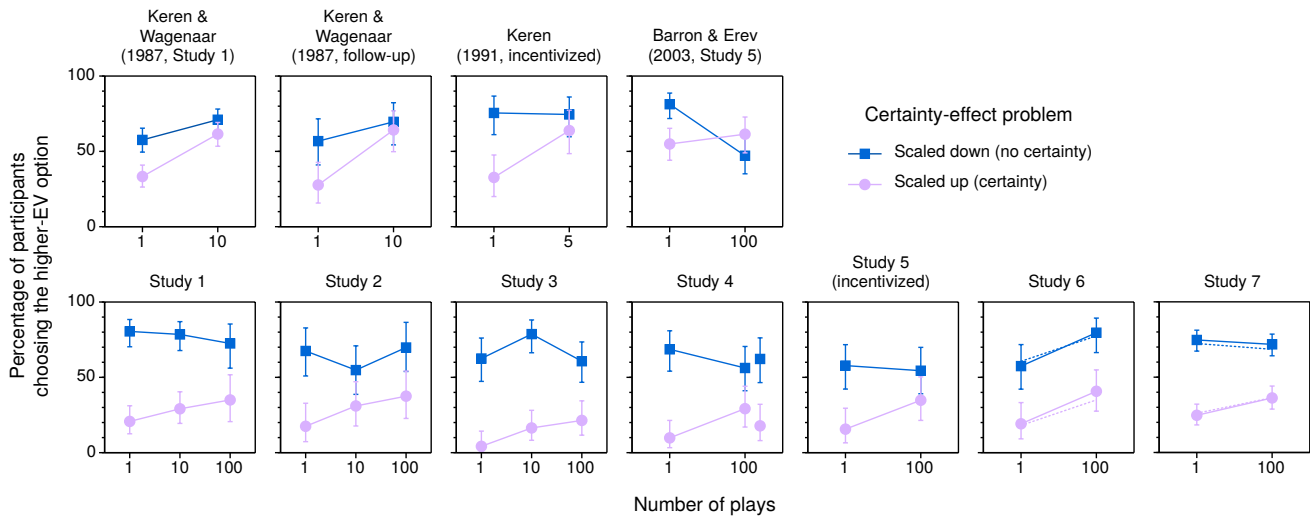 Keren &
Wagenaar
(1987, Study 1)
Keren &
Wagenaar
(1987, follow-up)
Keren
(1991, incentivized)
Barron & Erev
(2003, Study 5)
100
50
0
1 10
1 10
1 5
1 100
Certainty-effect problem
Scaled down (no certainty)
Scaled up (certainty)
Percentage of participants
choosing the higher-EV option
Study 1
Study 2
Study 3
Study 4
Study 5
(incentivized)
Study 6
Study 7
100
50
0
1 10 100
1 10 100
1 10 100
1 100
1 100
1 100
1 100
Number of plays